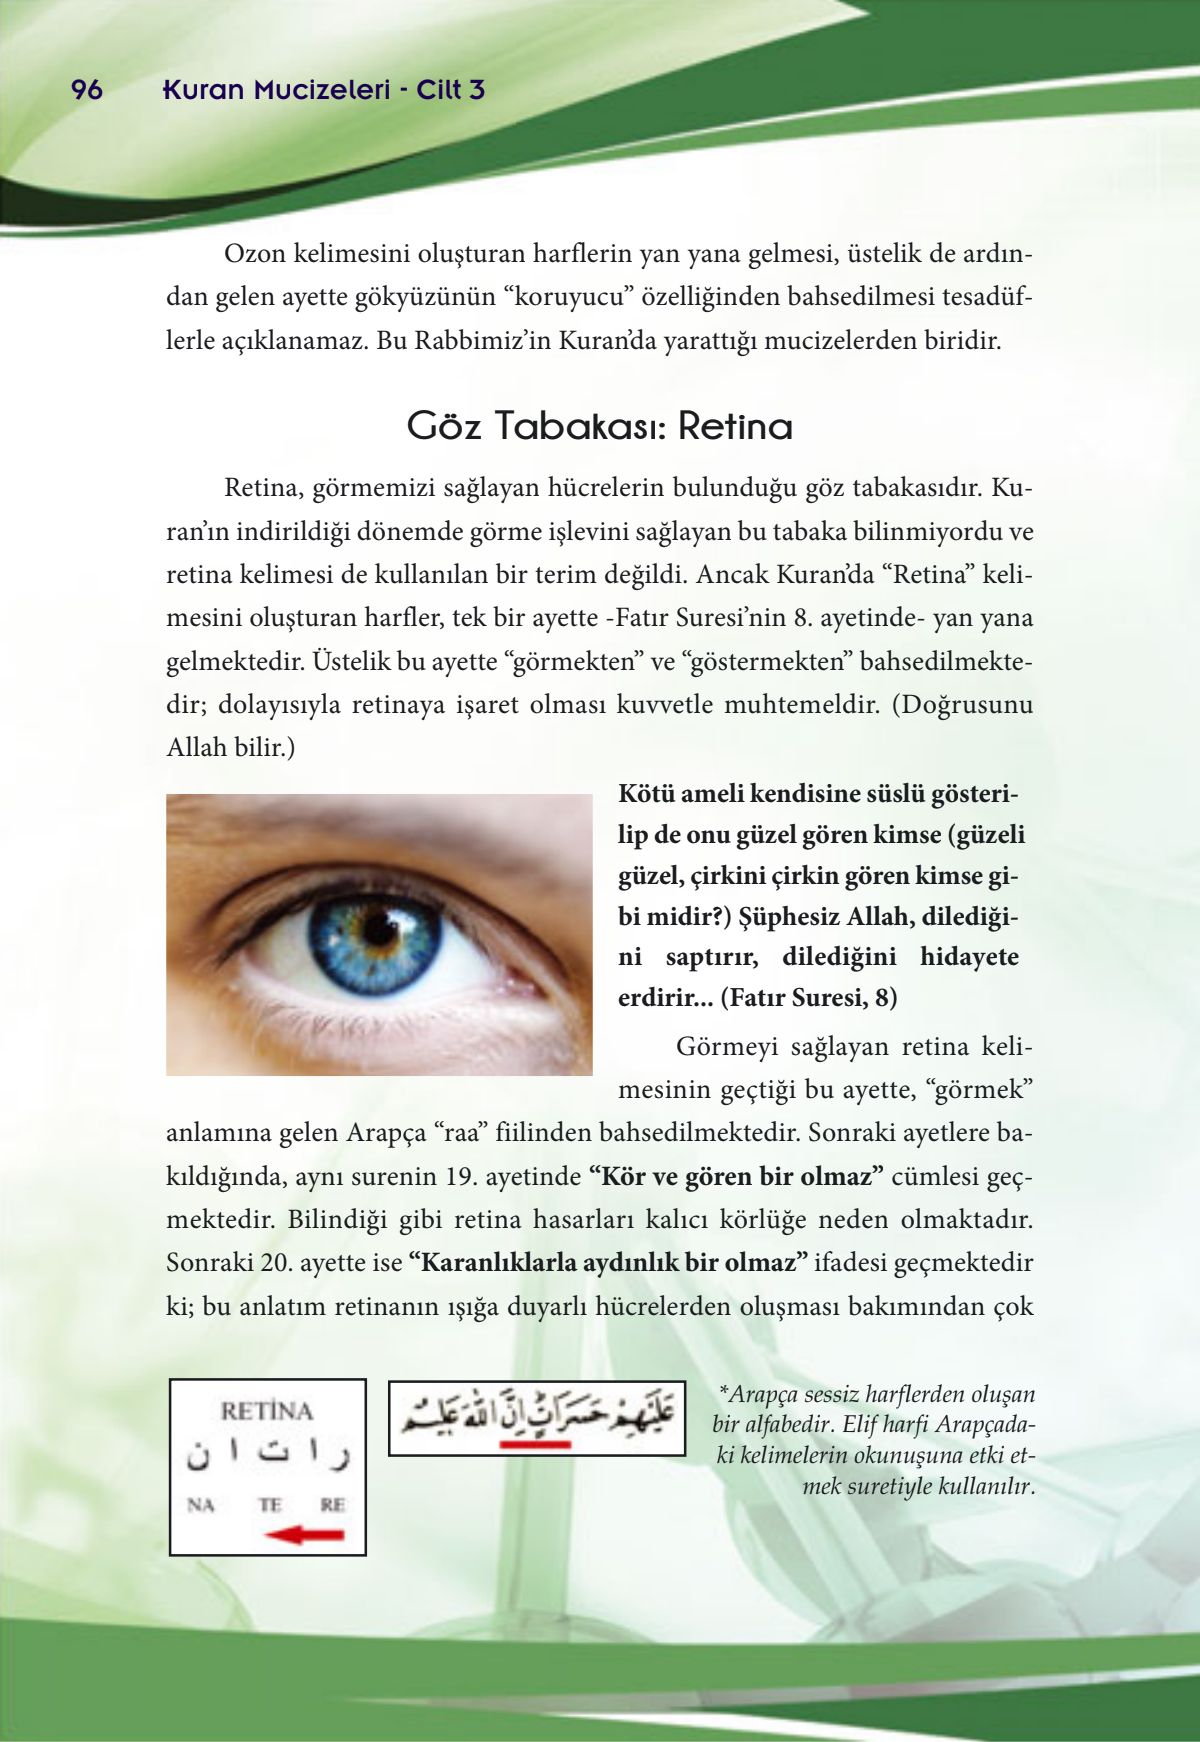 96 Kuran Mucizeleri - Cilt 3
Ozon kelimesini oluşturan harflerin yan yana gelmesi, üstelik de ardın-
dan gelen ayette gökyüzünün “koruyucu” özelliğinden bahsedilmesi tesadüf-
lerle açıklanamaz. Bu Rabbimiz’in Kuran’da yarattığı mucizelerden biridir.
Göz Tabakası: Retina
Retina, görmemizi sağlayan hücrelerin bulunduğu göz tabakasıdır. Ku-
ran’ın indirildiği dönemde görme işlevini sağlayan bu tabaka bilinmiyordu ve
retina kelimesi de kullanılan bir terim değildi. Ancak Kuran’da “Retina” keli-
mesini oluşturan harfler, tek bir ayette -Fatır Suresi’nin 8. ayetinde- yan yana
gelmektedir. Üstelik bu ayette “görmekten” ve “göstermekten” bahsedilmekte-
dir; dolayısıyla retinaya işaret olması kuvvetle muhtemeldir. (Doğrusunu
Allah bilir.)
Kötü ameli kendisine süslü gösteri-
lip de onu güzel gören kimse (güzeli
güzel, çirkini çirkin gören kimse gi-
bi midir?) Şüphesiz Allah, dilediği-
ni saptırır, dilediğini hidayete
erdirir... (Fatır Suresi, 8)
Görmeyi sağlayan retina keli-
mesinin geçtiği bu ayette, “görmek”
anlamına gelen Arapça “raa” fiilinden bahsedilmektedir. Sonraki ayetlere ba-
kıldığında, aynı surenin 19. ayetinde “Kör ve gören bir olmaz” cümlesi geç-
mektedir. Bilindiği gibi retina hasarları kalıcı körlüğe neden olmaktadır.
Sonraki 20. ayette ise “Karanlıklarla aydınlık bir olmaz” ifadesi geçmektedir
ki; bu anlatım retinanın ışığa duyarlı hücrelerden oluşması bakımından çok
RETİNA
ر ا ت ا ن
NA TE RE
عَلَيْهِمْ حَسَرَاتٍ اِنَّ اللّٰهَ عَلِيمٌ
*Arapça sessiz harflerden oluşan
bir alfabedir. Elif harfi Arapçada-
ki kelimelerin okunuşuna etki et-
mek suretiyle kullanılır.